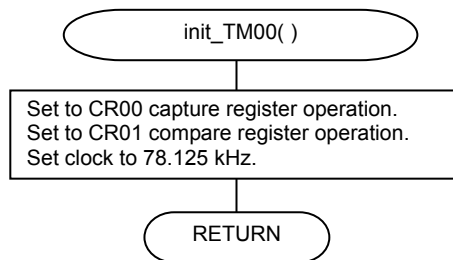 init_TM00( )
Set to CR00 capture register operation.
Set to CR01 compare register operation.
Set clock to 78.125 kHz.
RETURN